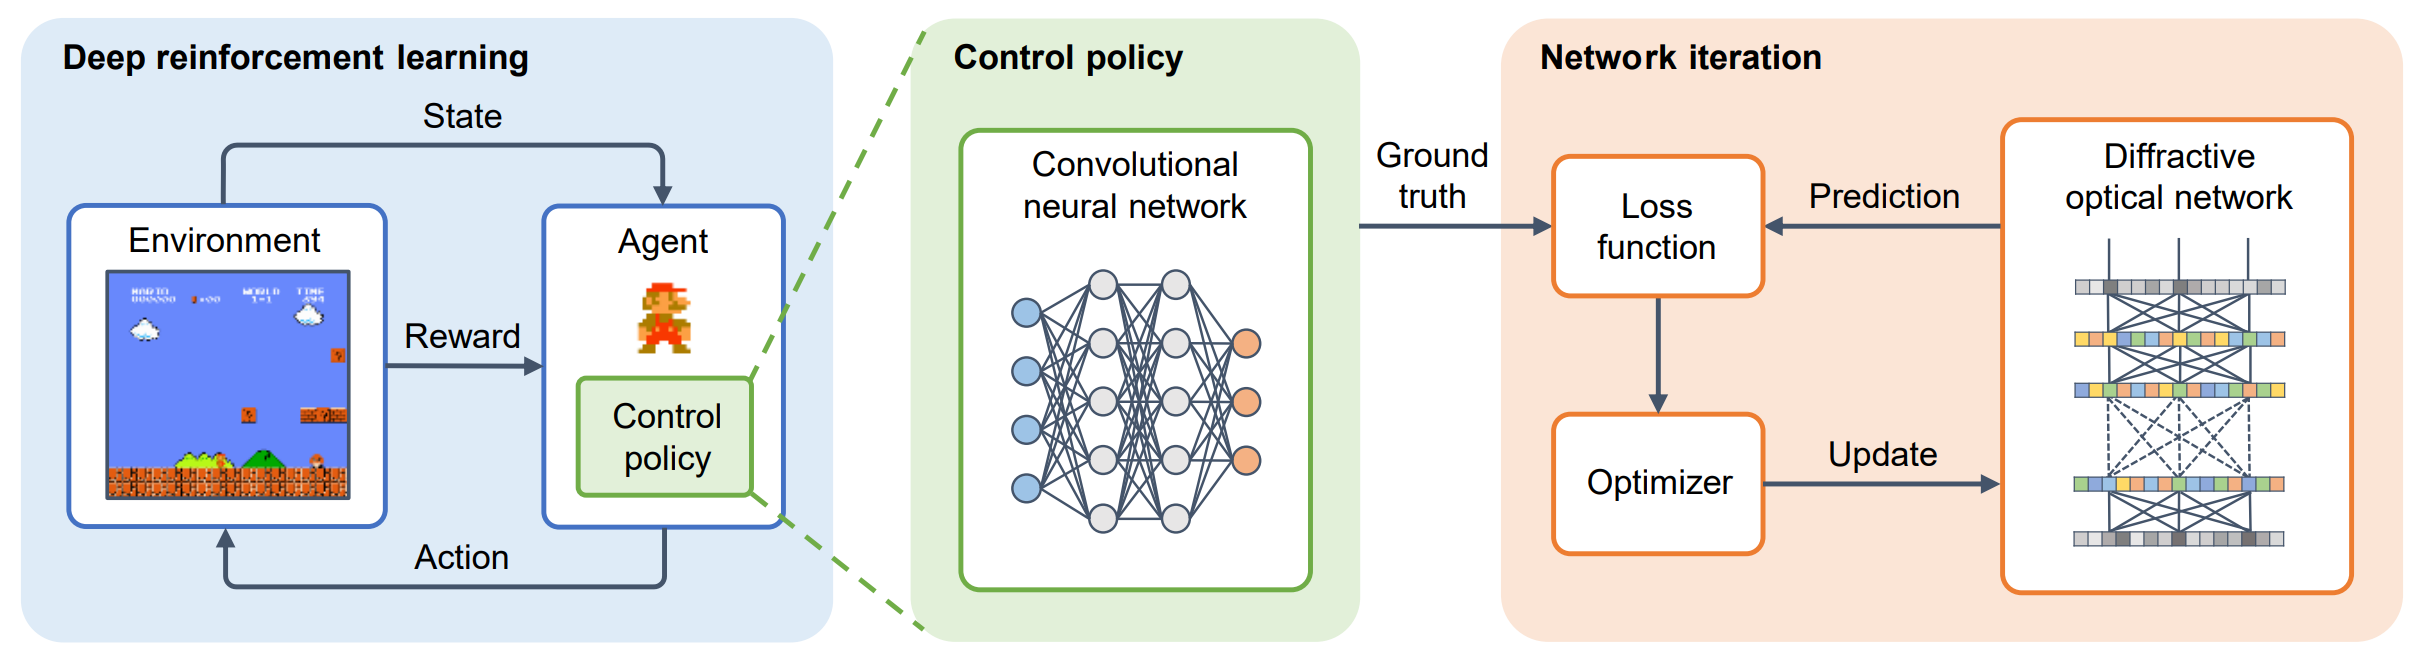 Deep reinforcement learning
State
Environment
MARIO
WORLD
TIME
000000
×00
1-1
394
Reward
Agent
Control
policy
Action
Control policy
Convolutional
neural network
Ground
truth
Network iteration
Loss
function
Prediction
Optimizer
Update
Diffractive
optical network